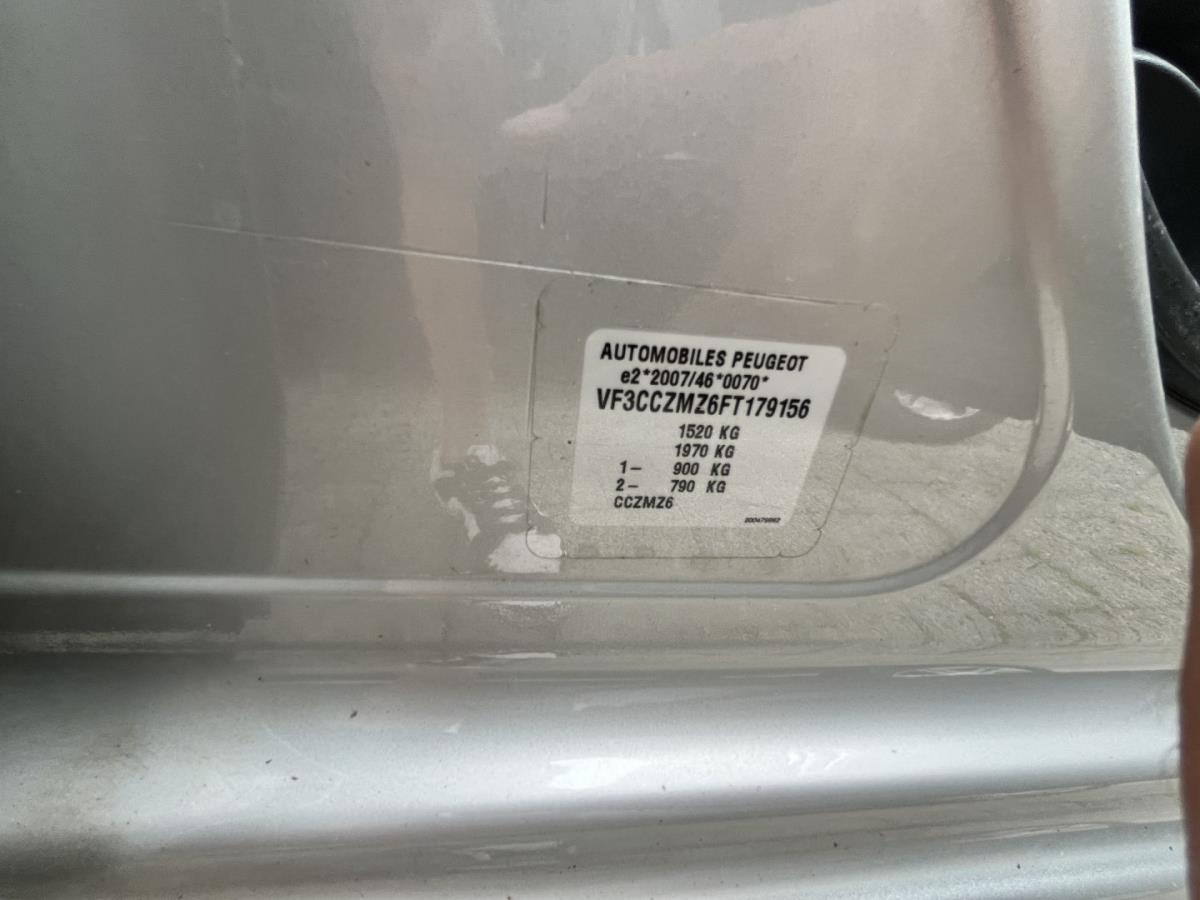 AUTOMOBILES PEUGEOT
e2*2007/46*0070*
VF3CCZMZ6FT179156
1520 KG
1970 KG
1- 900 KG
2- 790 KG
CCZMZ6